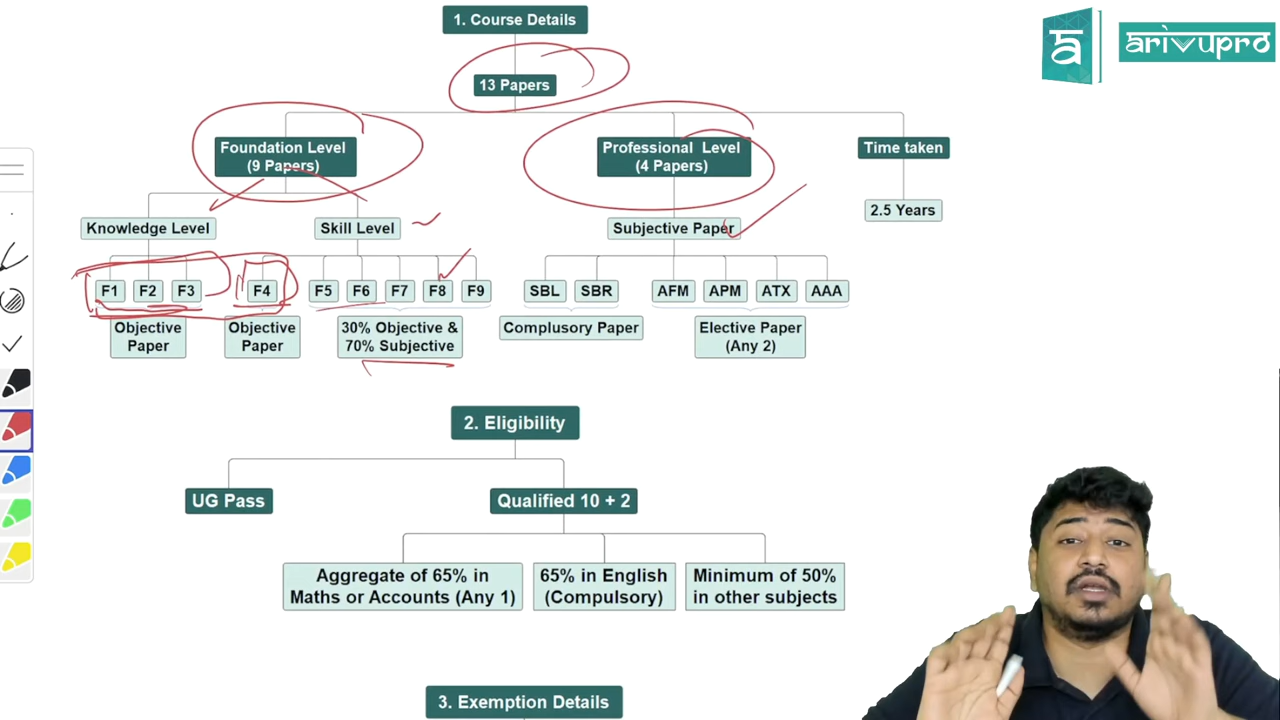 1. Course Details
arivupro
13 Papers
Foundation Level
(9 Papers)
Professional Level
(4 Papers)
Time taken
Knowledge Level
Skill Level
Subjective Paper
2.5 Years
F1 F2 F3 F4 F5 F6 F7 F8 F9 SBL SBR AFM APM ATX AAA
Objective
Paper
Objective
Paper
30% Objective &
70% Subjective
Complusory Paper
Elective Paper
(Any 2)
2. Eligibility
UG Pass
Qualified 10 + 2
Aggregate of 65% in
Maths or Accounts (Any 1)
65% in English
(Compulsory)
Minimum of 50%
in other subjects
3. Exemption Details